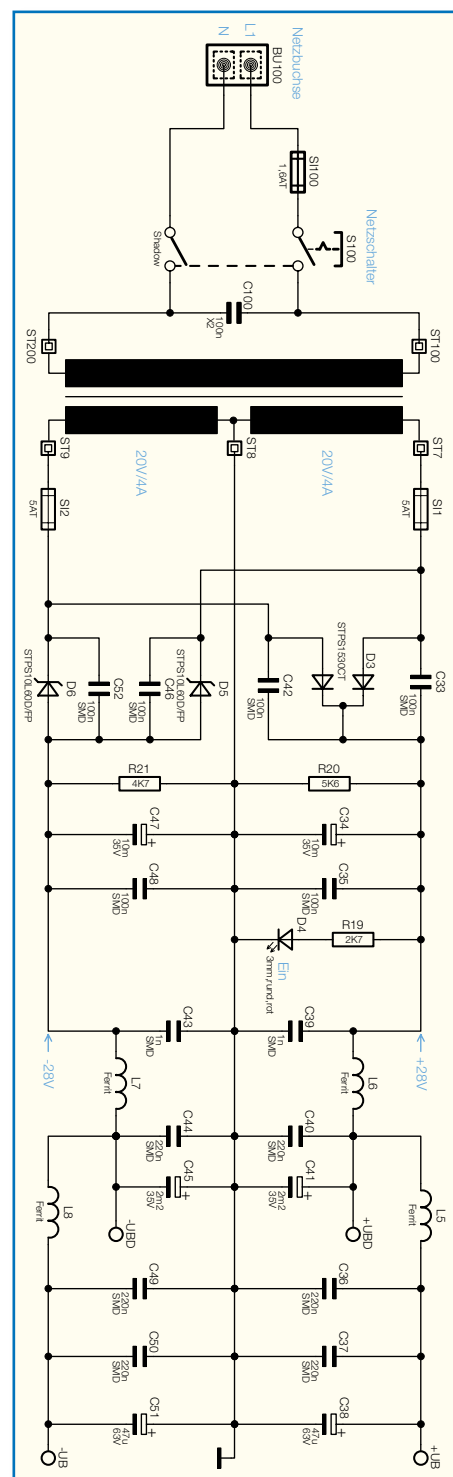 Netzbuchse
BU100
L1
N
SI100
1,6AT
Netzschalter
S100
Shadow
C100
100n
X2
ST100
ST200
ST7
ST8
ST9
20V/4A
20V/4A
SI1
5AT
SI2
5AT
C33
100n
SMD
D3
STPS1530CT
C42
100n
SMD
D5
STPS10L60D/FP
C46
100n
SMD
C52
100n
SMD
D6
STPS10L60D/FP
R20
5K6
R21
4K7
C34
10m
35V
C47
10m
35V
C35
100n
SMD
C48
100n
SMD
R19
2K7
D4
3mm,rund,rot
Ein
C39
1n
SMD
C43
1n
SMD
+28V
-28V
L6
Ferrit
L7
Ferrit
C40
220n
SMD
C44
220n
SMD
C41
2m2
35V
C45
2m2
35V
+UBD
-UBD
L5
Ferrit
L8
Ferrit
C36
220n
SMD
C49
220n
SMD
C37
220n
SMD
C50
220n
SMD
C38
47u
63V
C51
47u
63V
+UB
-UB